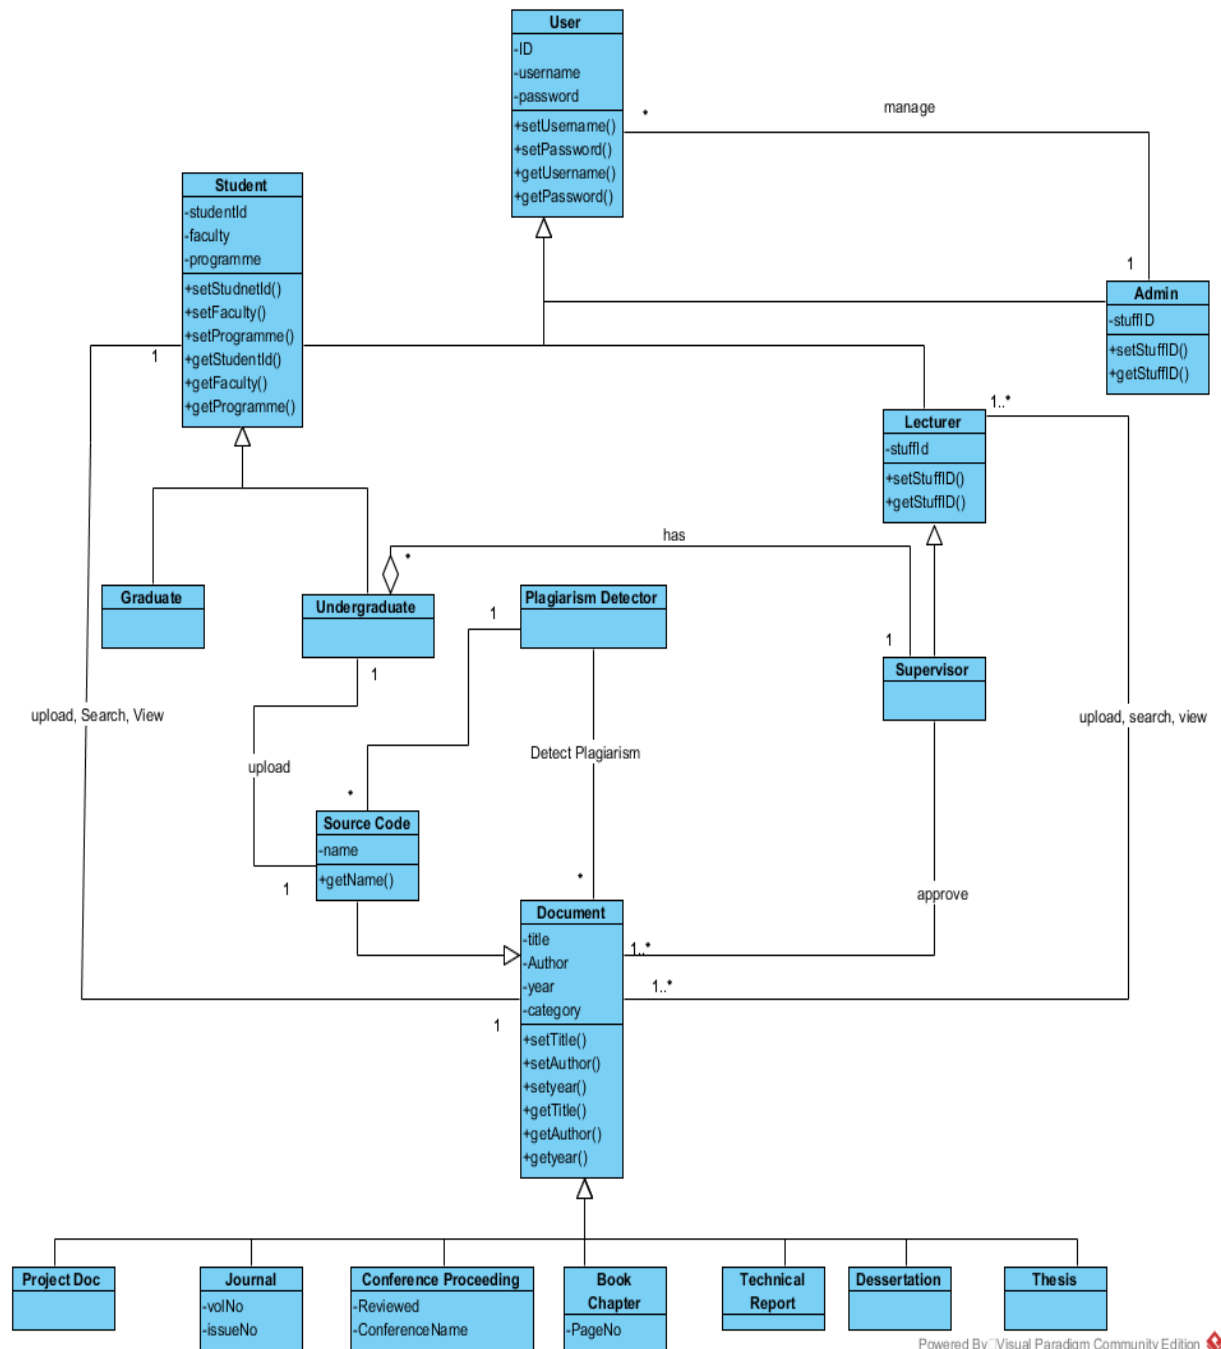 User
-ID
-username
-password
+setUsername()
+setPassword()
+getUsername()
+getPassword()
*
manage
1
Student
-studentId
-faculty
-programme
+setStudnetId()
+setFaculty()
+setProgramme()
+getStudentId()
+getFaculty()
+getProgramme()
1
Admin
-stuffID
+setStuffID()
+getStuffID()
1..*
Lecturer
-stuffId
+setStuffID()
+getStuffID()
has
*
Graduate
Undergraduate
1
Plagiarism Detector
1
1
Supervisor
upload, Search, View
upload
Detect Plagiarism
upload, search, view
*
Source Code
-name
+getName()
1
*
approve
Document
-title
-Author
-year
-category
+setTitle()
+setAuthor()
+setyear()
+getTitle()
+getAuthor()
+getyear()
1..*
1..*
1
Project Doc
Journal
-volNo
-issueNo
Conference Proceeding
-Reviewed
-ConferenceName
Book
Chapter
-PageNo
Technical
Report
Dessertation
Thesis
Powered By Visual Paradigm Community Edition